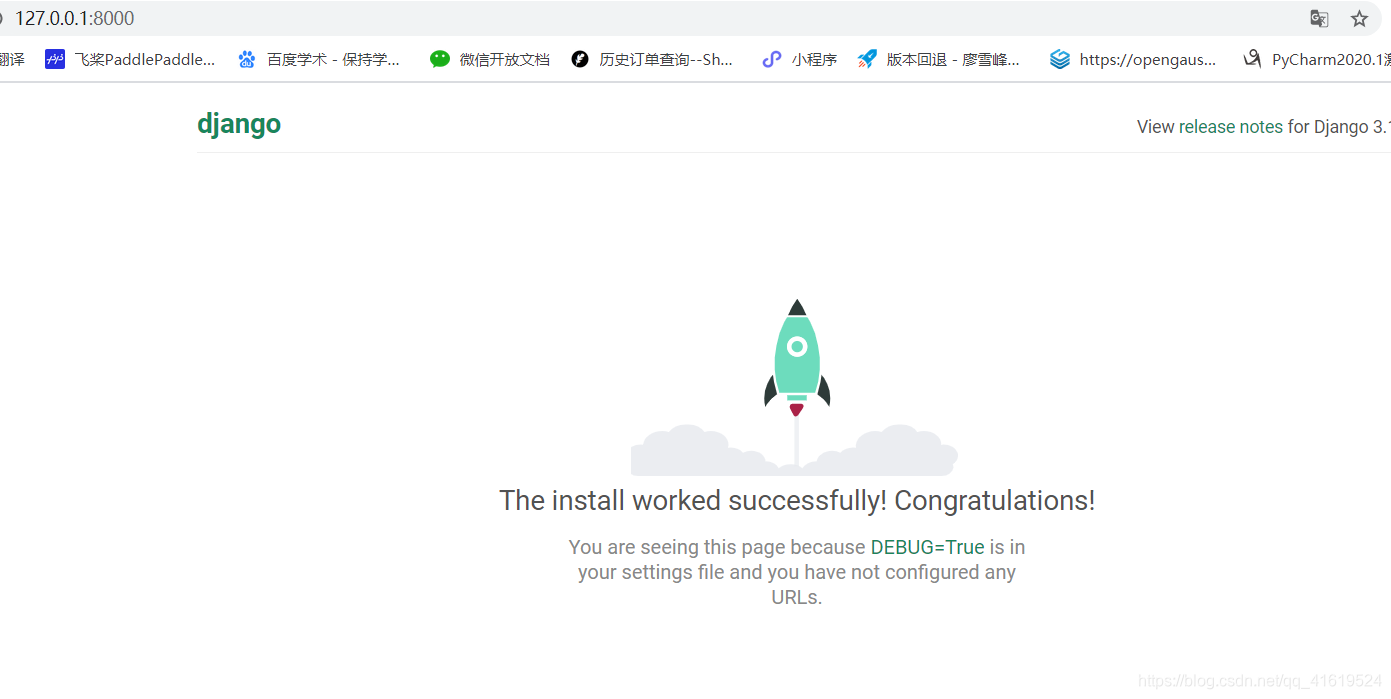 127.0.0.1:8000
翻译 飞桨PaddlePaddle... 百度学术 - 保持学... 微信开放文档 历史订单查询--Sh... 小程序 版本回退 - 廖雪峰... https://opengaus... PyCharm2020.1激
django
View release notes for Django 3.1
The install worked successfully! Congratulations!
You are seeing this page because DEBUG=True is in
your settings file and you have not configured any
URLs.
https://blog.csdn.net/qq_41619524